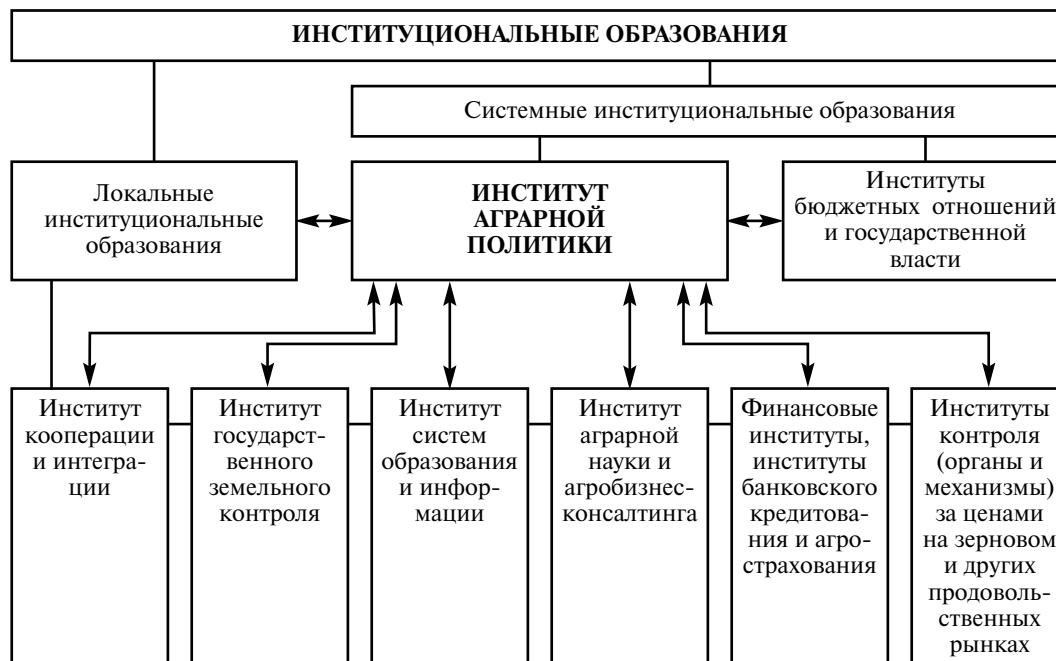 ИНСТИТУЦИОНАЛЬНЫЕ ОБРАЗОВАНИЯ
Системные институциональные образования
Локальные
институциональные
образования
ИНСТИТУТ
АГРАРНОЙ
ПОЛИТИКИ
Институты
бюджетных отношений
и государственной
власти
Институт
кооперации
и интегра-
ции
Институт
государст-
венного
земельного
контроля
Институт
систем
образования
и инфор-
мации
Институт
аграрной
науки и
агробизнес-
консалтинга
Финансовые
институты,
институты
банковского
кредитова-
ния и агро-
страхования
Институты
контроля
(органы и
механизмы)
за ценами
на зерновом
и других
продоволь-
ственных
рынках